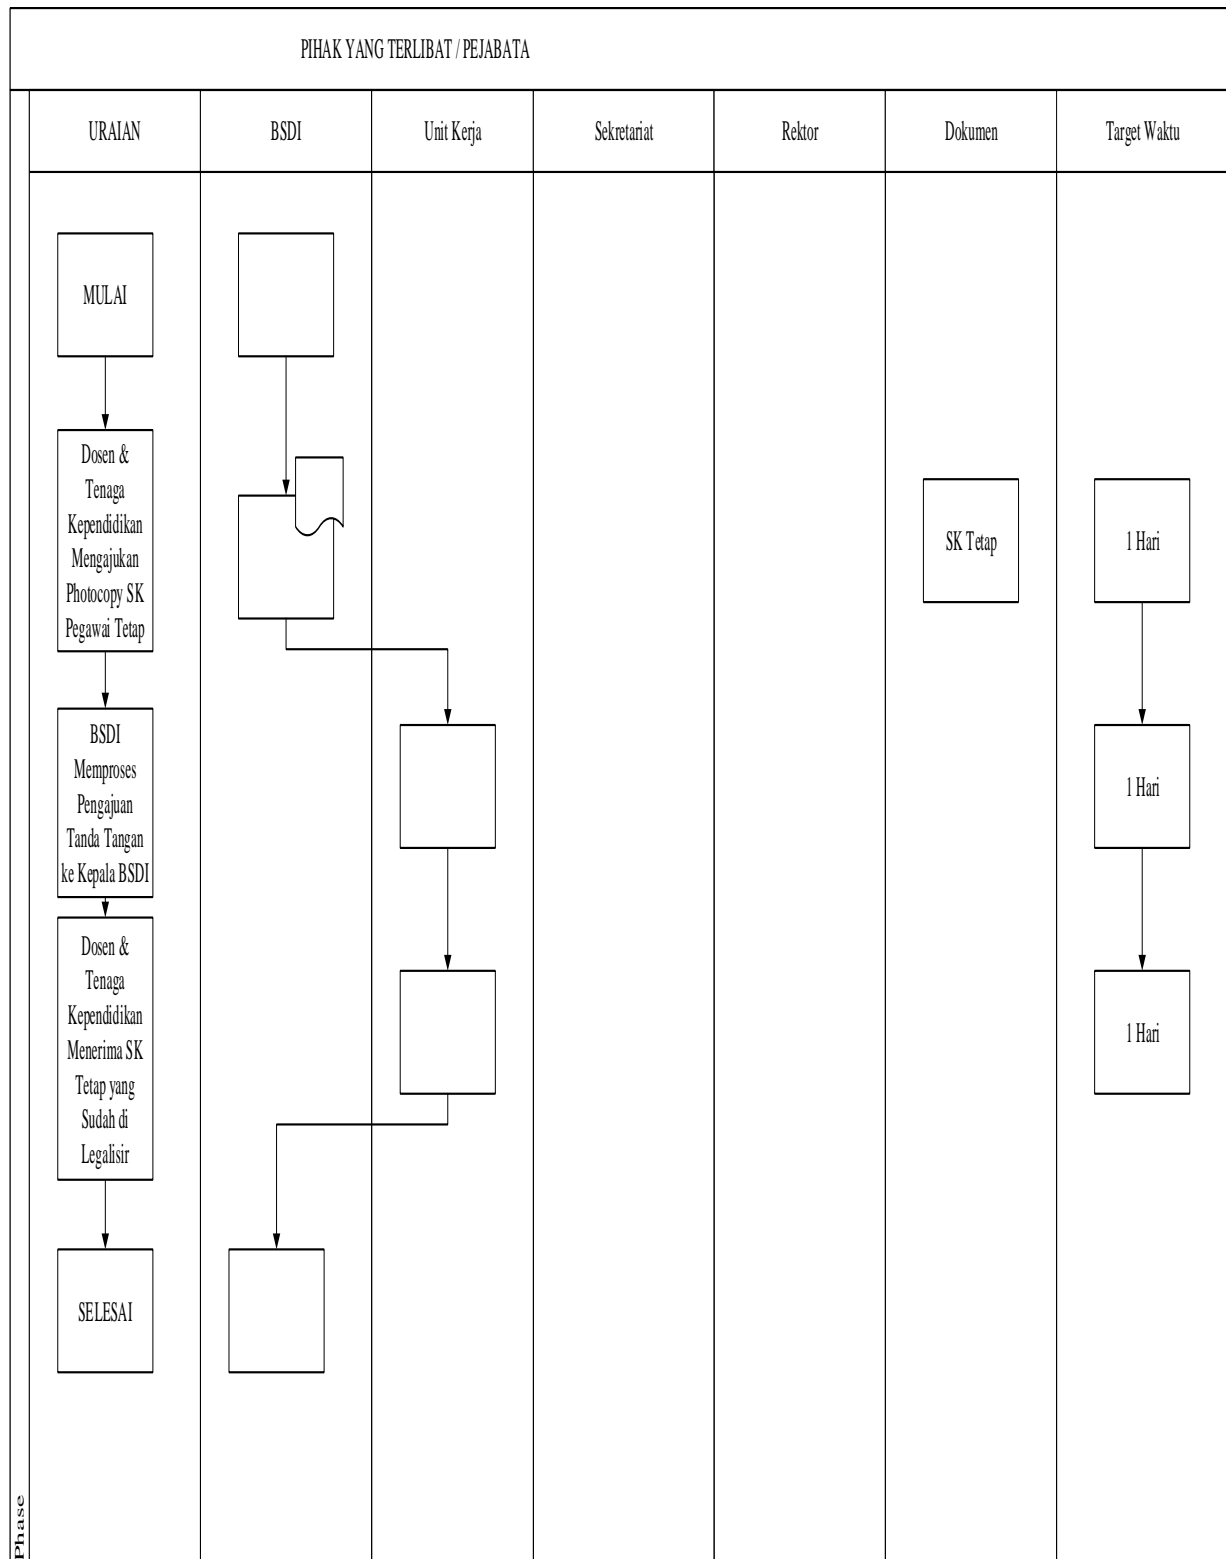 PIHAK YANG TERLIBAT / PEJABATA
URAIAN
BSDI
Unit Kerja
Sekretariat
Rektor
Dokumen
Target Waktu
MULAI
Dosen &
Tenaga
Kependidikan
Mengajukan
Photocopy SK
Pegawai Tetap
SK Tetap
1 Hari
BSDI
Memproses
Pengajuan
Tanda Tangan
ke Kepala BSDI
1 Hari
Dosen &
Tenaga
Kependidikan
Menerima SK
Tetap yang
Sudah di
Legalisir
1 Hari
SELESAI
Phase